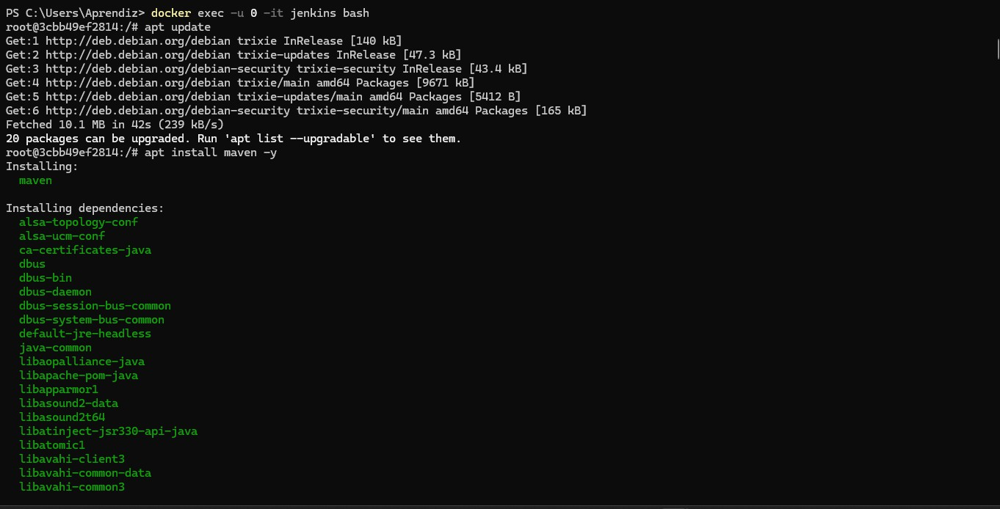 PS C:\Users\Aprendiz> docker exec -u 0 -it jenkins bash
root@3cbb49ef2814:/# apt update
Get:1 http://deb.debian.org/debian trixie InRelease [140 kB]
Get:2 http://deb.debian.org/debian trixie-updates InRelease [47.3 kB]
Get:3 http://deb.debian.org/debian-security trixie-security InRelease [43.4 kB]
Get:4 http://deb.debian.org/debian trixie/main amd64 Packages [9671 kB]
Get:5 http://deb.debian.org/debian trixie-updates/main amd64 Packages [5412 B]
Get:6 http://deb.debian.org/debian-security trixie-security/main amd64 Packages [165 kB]
Fetched 10.1 MB in 42s (239 kB/s)
20 packages can be upgraded. Run 'apt list --upgradable' to see them.
root@3cbb49ef2814:/# apt install maven -y
Installing:
  maven

Installing dependencies:
  alsa-topology-conf
  alsa-ucm-conf
  ca-certificates-java
  dbus
  dbus-bin
  dbus-daemon
  dbus-session-bus-common
  dbus-system-bus-common
  default-jre-headless
  java-common
  libaopalliance-java
  libapache-pom-java
  libapparmor1
  libasound2-data
  libasound2t64
  libatinject-jsr330-api-java
  libatomic1
  libavahi-client3
  libavahi-common-data
  libavahi-common3